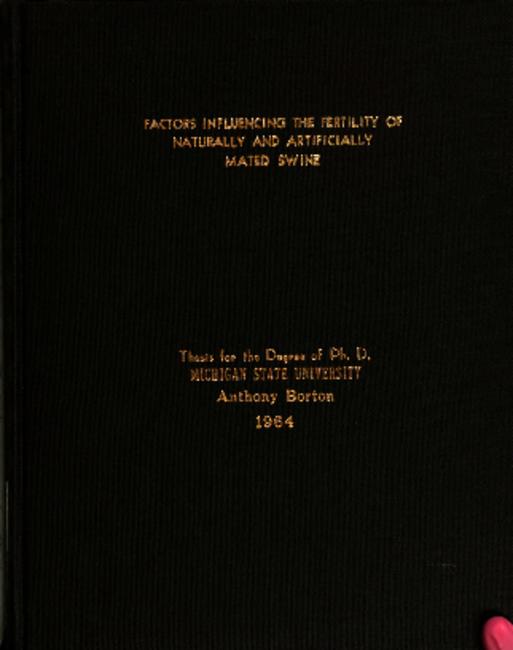 FACTORS INFLUENCING THE FERTILITY OF
NATURALLY AND ARTIFICIALLY
MATED SWINE
Thesis for the Degree of Ph. D.
MICHIGAN STATE UNIVERSITY
Anthony Borton
1964